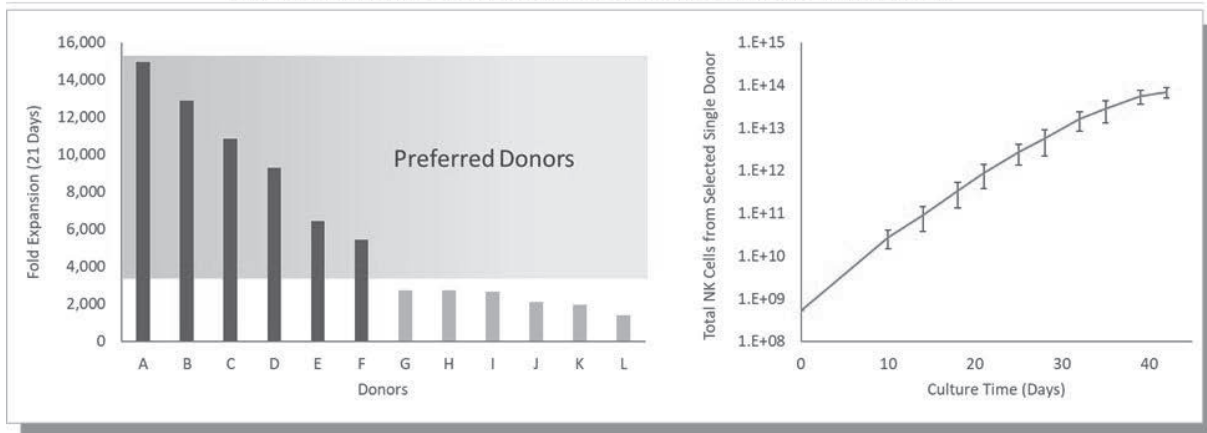 16,000
14,000
12,000
10,000
8,000
6,000
4,000
2,000
0
Fold Expansion (21 Days)
Preferred Donors
A B C D E F G H I J K L
Donors
1.E+15
1.E+14
1.E+13
1.E+12
1.E+11
1.E+10
1.E+09
1.E+08
Total NK Cells from Selected Single Donor
0 10 20 30 40
Culture Time (Days)